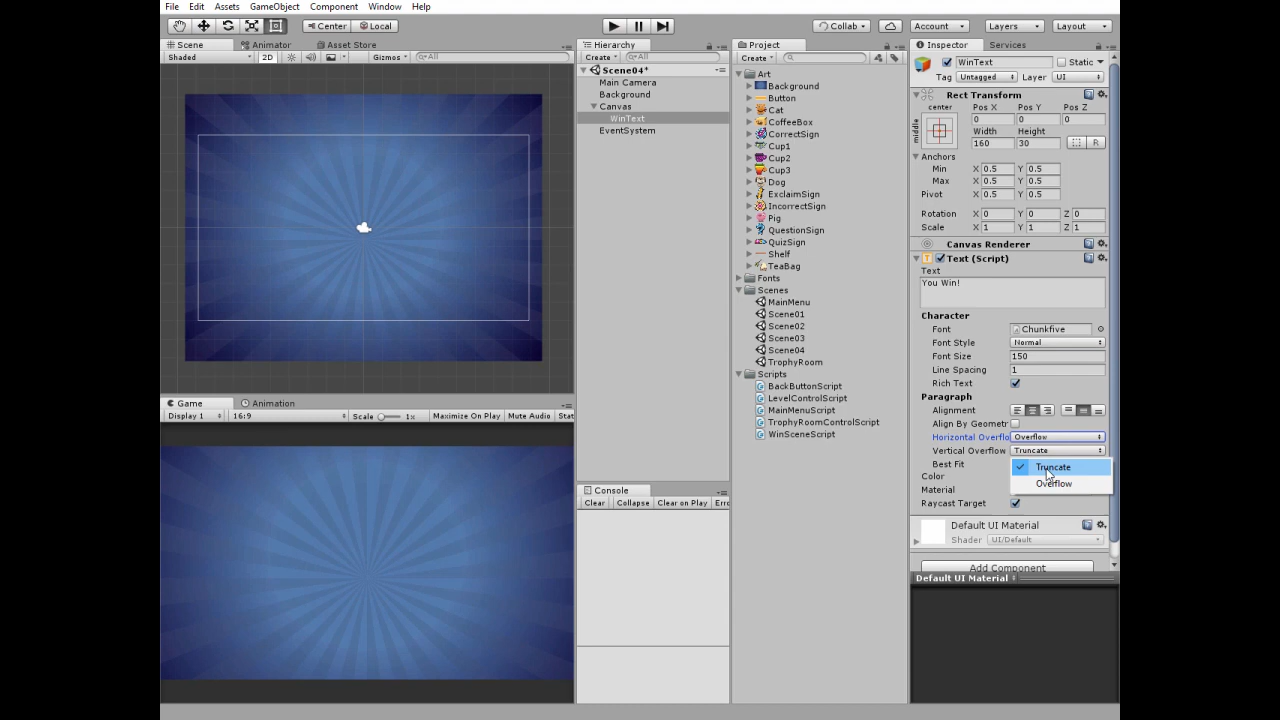 File Edit Assets GameObject Component Window Help
Center Local Collab Account Layers Layout
Scene Animator Asset Store
Shaded 2D Gizmos All
Hierarchy
Create All
Scene04*
Main Camera
Background
Canvas
WinText
EventSystem
Game Animation
Display 1 16:9 Scale 1x Maximize On Play Mute Audio Stat
Console
Clear Collapse Clear on Play Erro
Project
Create
Art
Background
Button
Cat
CoffeeBox
CorrectSign
Cup1
Cup2
Cup3
Dog
ExclaimSign
IncorrectSign
Pig
QuestionSign
QuizSign
Shelf
TeaBag
Fonts
Scenes
MainMenu
Scene01
Scene02
Scene03
Scene04
TrophyRoom
Scripts
BackButtonScript
LevelControlScript
MainMenuScript
TrophyRoomControlScript
WinSceneScript
Inspector Services
WinText Static
Tag Untagged Layer UI
Rect Transform
center Pos X Pos Y Pos Z
middle 0 0 0
Width Height
160 30 R
Anchors
Min X 0.5 Y 0.5
Max X 0.5 Y 0.5
Pivot X 0.5 Y 0.5
Rotation X 0 Y 0 Z 0
Scale X 1 Y 1 Z 1
Canvas Renderer
Text (Script)
Text
You Win!
Character
Font Chunkfive
Font Style Normal
Font Size 150
Line Spacing 1
Rich Text
Paragraph
Alignment
Align By Geometr
Horizontal Overflo Overflow
Vertical Overflow Truncate
Best Fit
Truncate
Color
Overflow
Material
Raycast Target
Default UI Material
Shader UI/Default
Add Component
Default UI Material